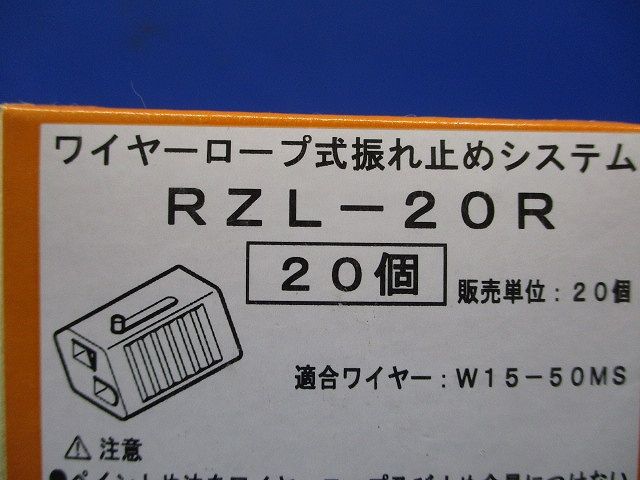 ワイヤーロープ式振れ止めシステム
RZL－20R
20個
販売単位：20個
適合ワイヤー：W15－50MS
⚠注意